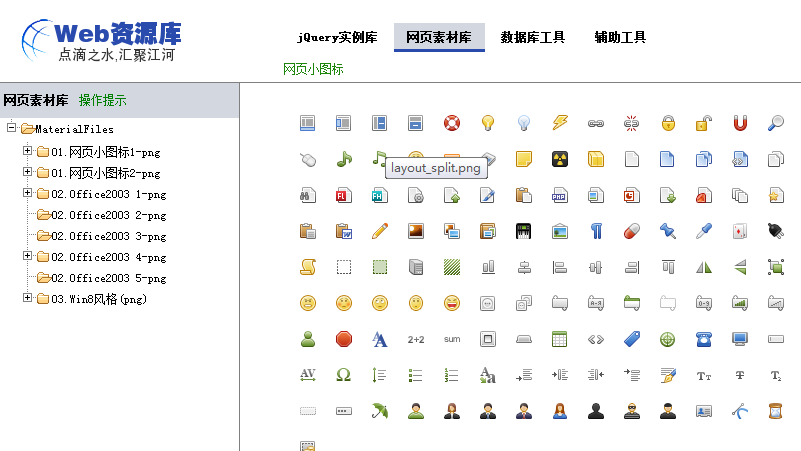 Web资源库
点滴之水,汇聚江河
jQuery实例库 网页素材库 数据库工具 辅助工具
网页小图标
网页素材库 操作提示
MaterialFiles
01.网页小图标1-png
01.网页小图标2-png
02.Office2003 1-png
02.Office2003 2-png
02.Office2003 3-png
02.Office2003 4-png
02.Office2003 5-png
03.Win8风格(png)
layout_split.png
PHP
2+2
sum
AV